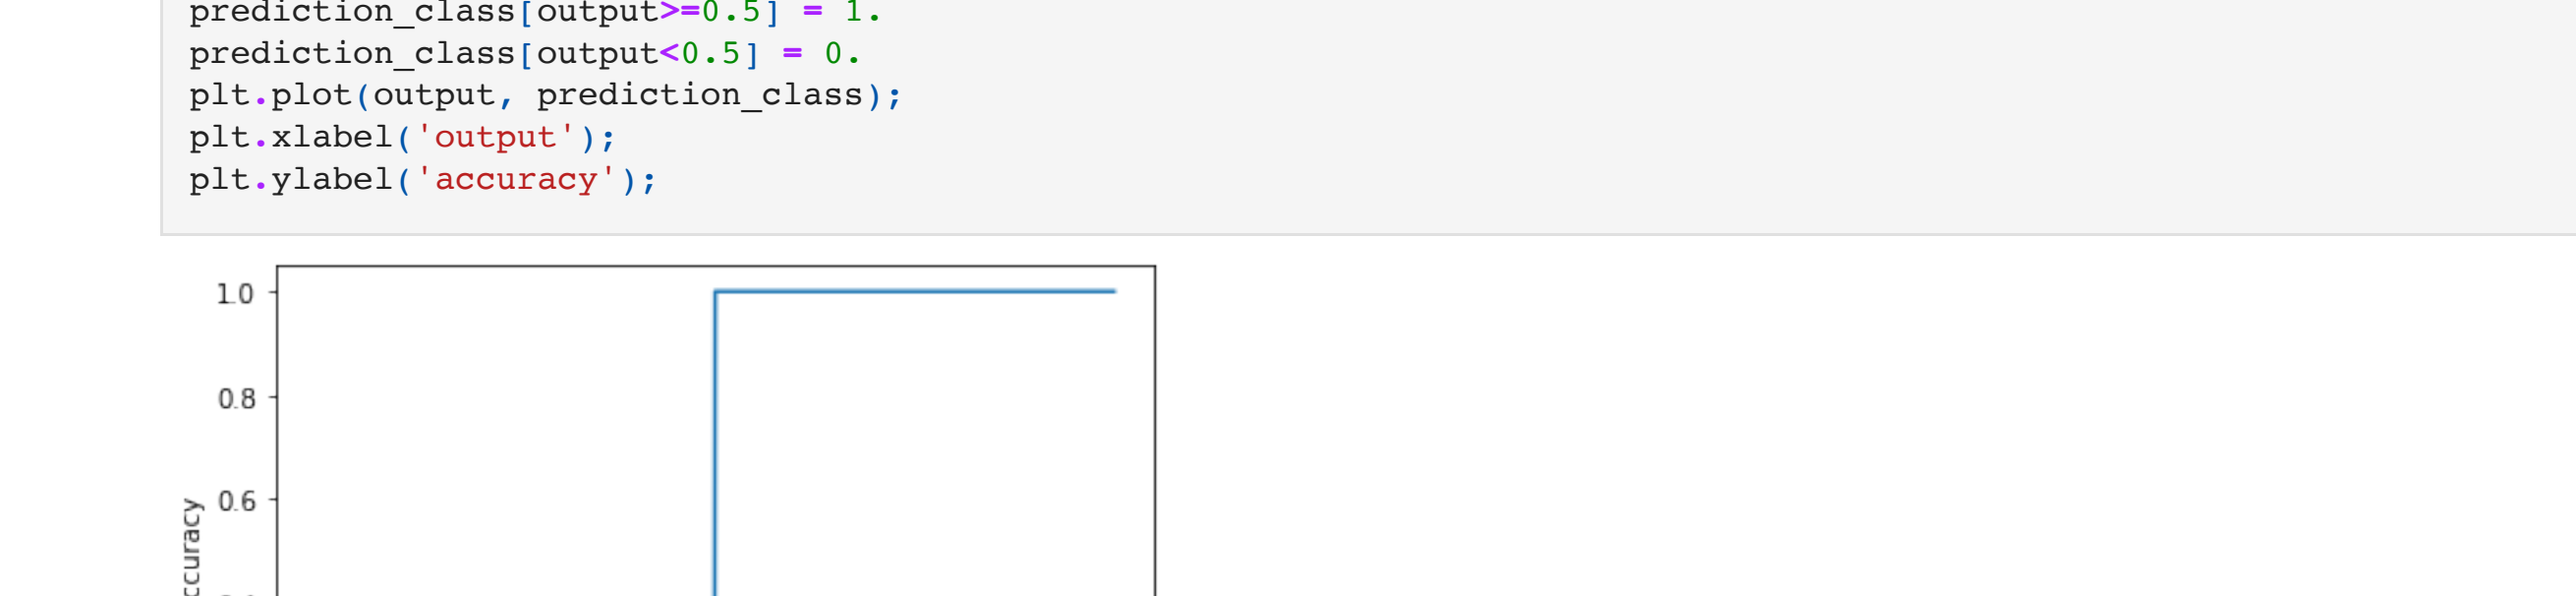 prediction_class[output>=0.5] = 1.
prediction_class[output<0.5] = 0.
plt.plot(output, prediction_class);
plt.xlabel('output');
plt.ylabel('accuracy');
1.0
0.8
0.6